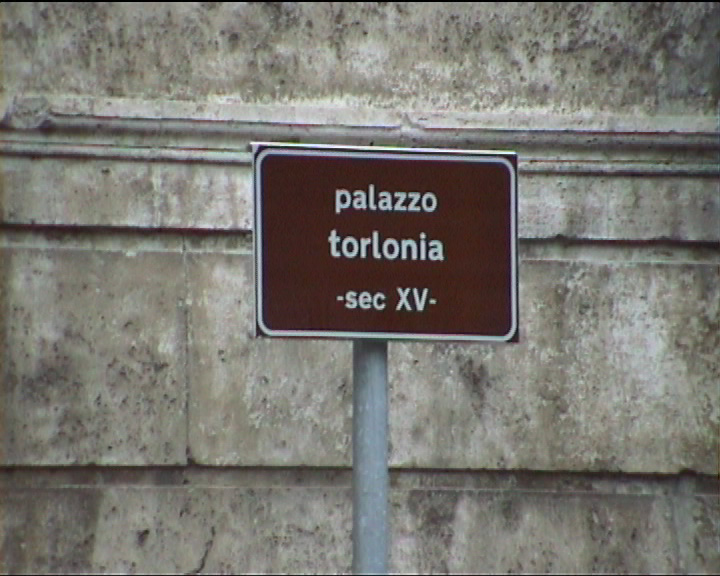 palazzo
torlonia
-sec XV-